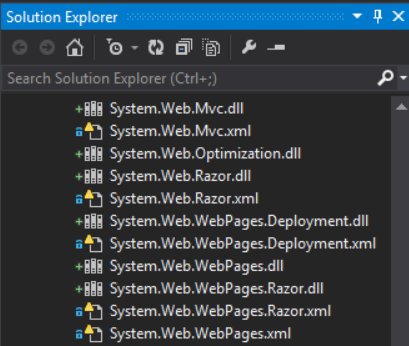 Solution Explorer
Search Solution Explorer (Ctrl+;)
System.Web.Mvc.dll
System.Web.Mvc.xml
System.Web.Optimization.dll
System.Web.Razor.dll
System.Web.Razor.xml
System.Web.WebPages.Deployment.dll
System.Web.WebPages.Deployment.xml
System.Web.WebPages.dll
System.Web.WebPages.Razor.dll
System.Web.WebPages.Razor.xml
System.Web.WebPages.xml